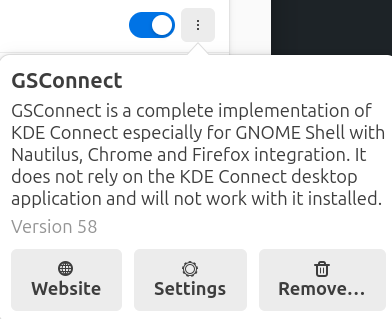 GSConnect
GSConnect is a complete implementation of
KDE Connect especially for GNOME Shell with
Nautilus, Chrome and Firefox integration. It
does not rely on the KDE Connect desktop
application and will not work with it installed.
Version 58
Website Settings Remove...